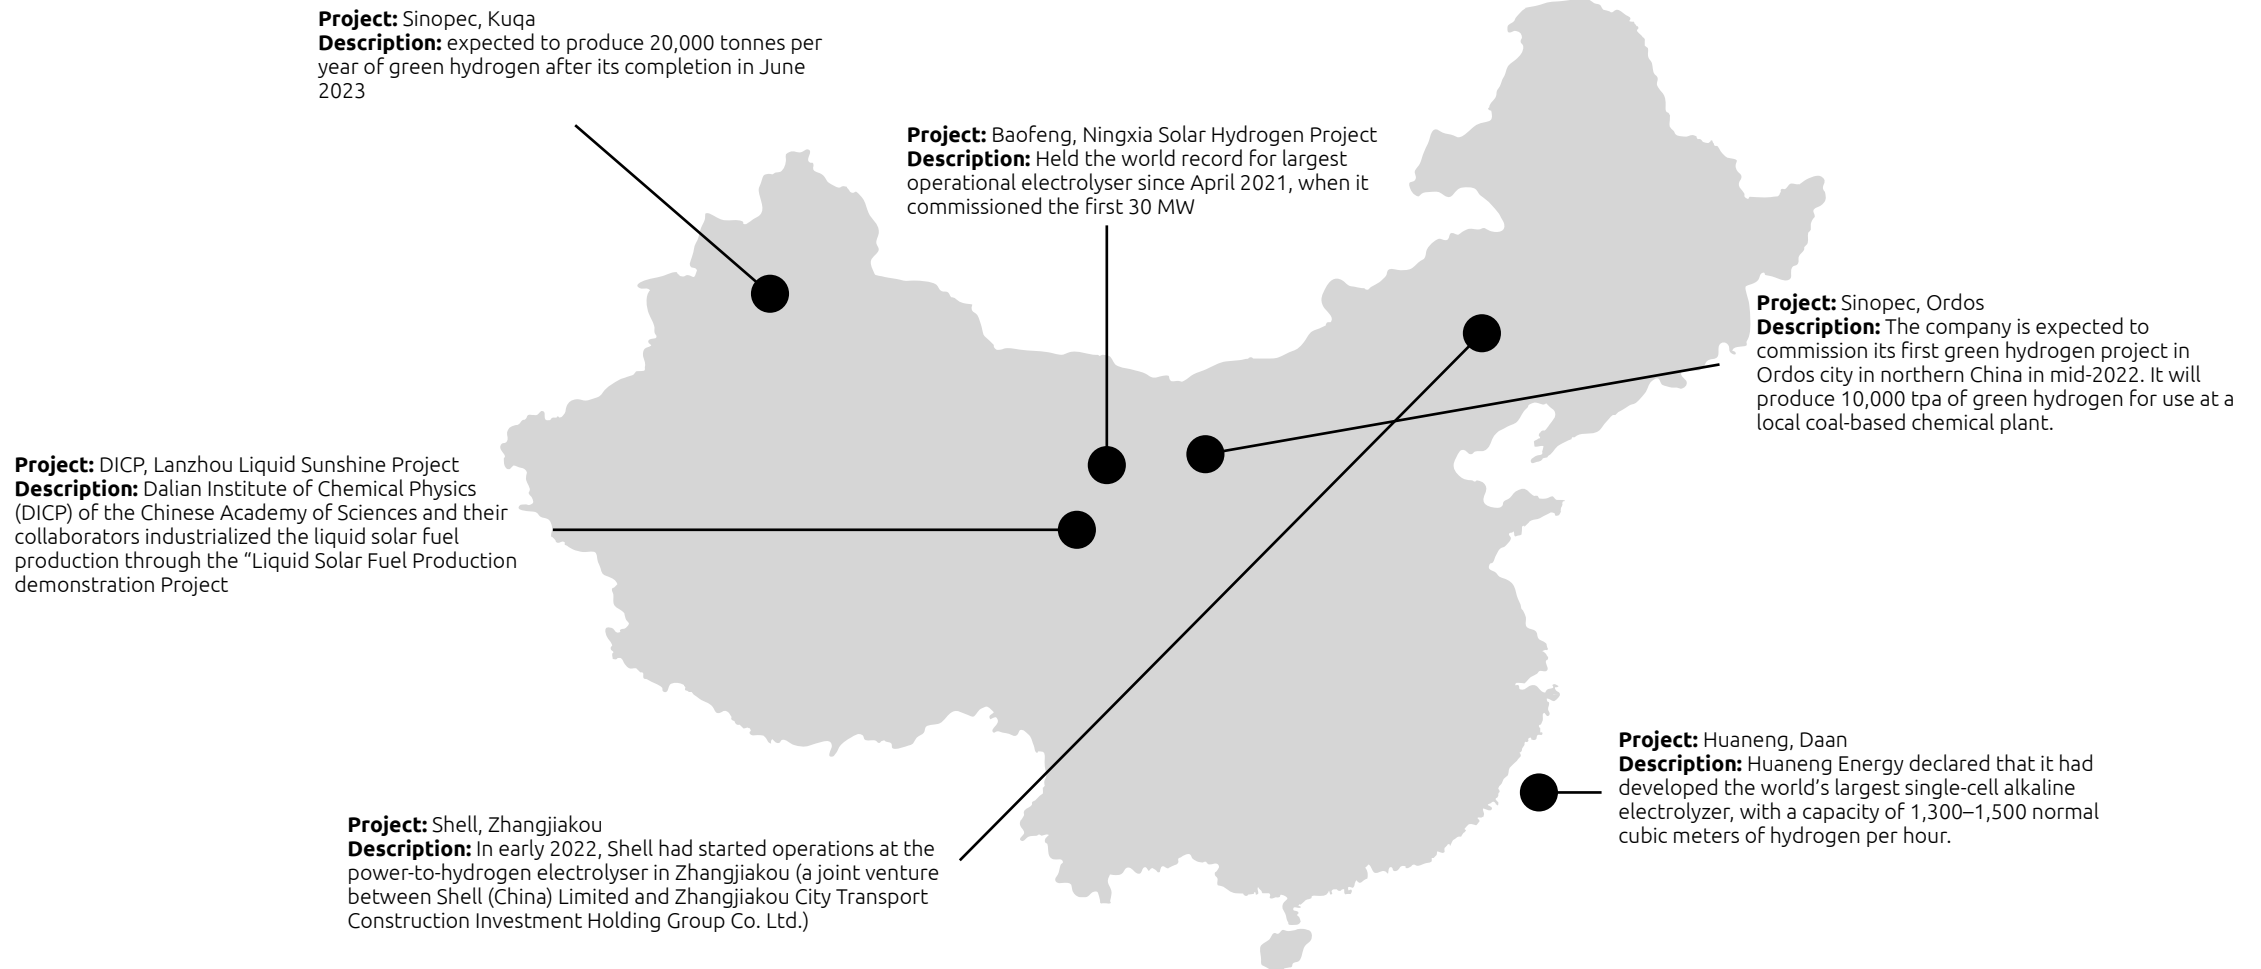 Project: Sinopec, Kuqa
Description: expected to produce 20,000 tonnes per
year of green hydrogen after its completion in June
2023
Project: Baofeng, Ningxia Solar Hydrogen Project
Description: Held the world record for largest
operational electrolyser since April 2021, when it
commissioned the first 30 MW
Project: Sinopec, Ordos
Description: The company is expected to
commission its first green hydrogen project in
Ordos city in northern China in mid-2022. It will
produce 10,000 tpa of green hydrogen for use at a
local coal-based chemical plant.
Project: DICP, Lanzhou Liquid Sunshine Project
Description: Dalian Institute of Chemical Physics
(DICP) of the Chinese Academy of Sciences and their
collaborators industrialized the liquid solar fuel
production through the “Liquid Solar Fuel Production
demonstration Project
Project: Huaneng, Daan
Description: Huaneng Energy declared that it had
developed the world’s largest single-cell alkaline
electrolyzer, with a capacity of 1,300–1,500 normal
cubic meters of hydrogen per hour.
Project: Shell, Zhangjiakou
Description: In early 2022, Shell had started operations at the
power-to-hydrogen electrolyser in Zhangjiakou (a joint venture
between Shell (China) Limited and Zhangjiakou City Transport
Construction Investment Holding Group Co. Ltd.)